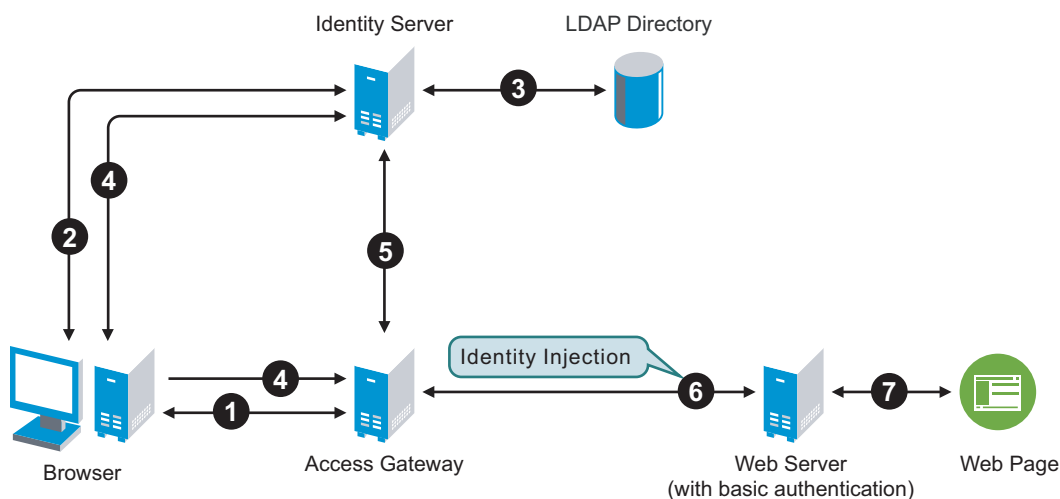 Identity Server
LDAP Directory
3
4
2
5
Identity Injection
4
6
7
1
Browser
Access Gateway
Web Server
(with basic authentication)
Web Page